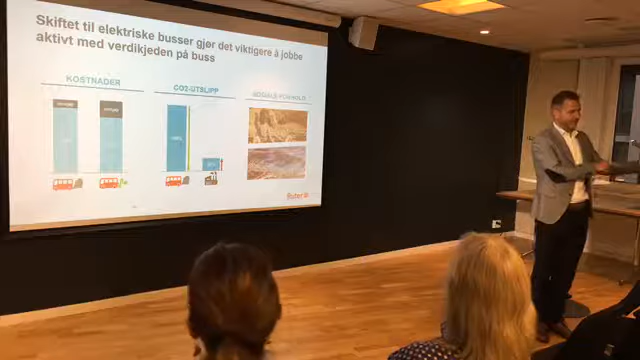 Skiftet til elektriske busser gjør det viktigere å jobbe
aktivt med verdikjeden på buss
KOSTNADER
CO2-UTSLIPP
SOSIALE FORHOLD
Ruter